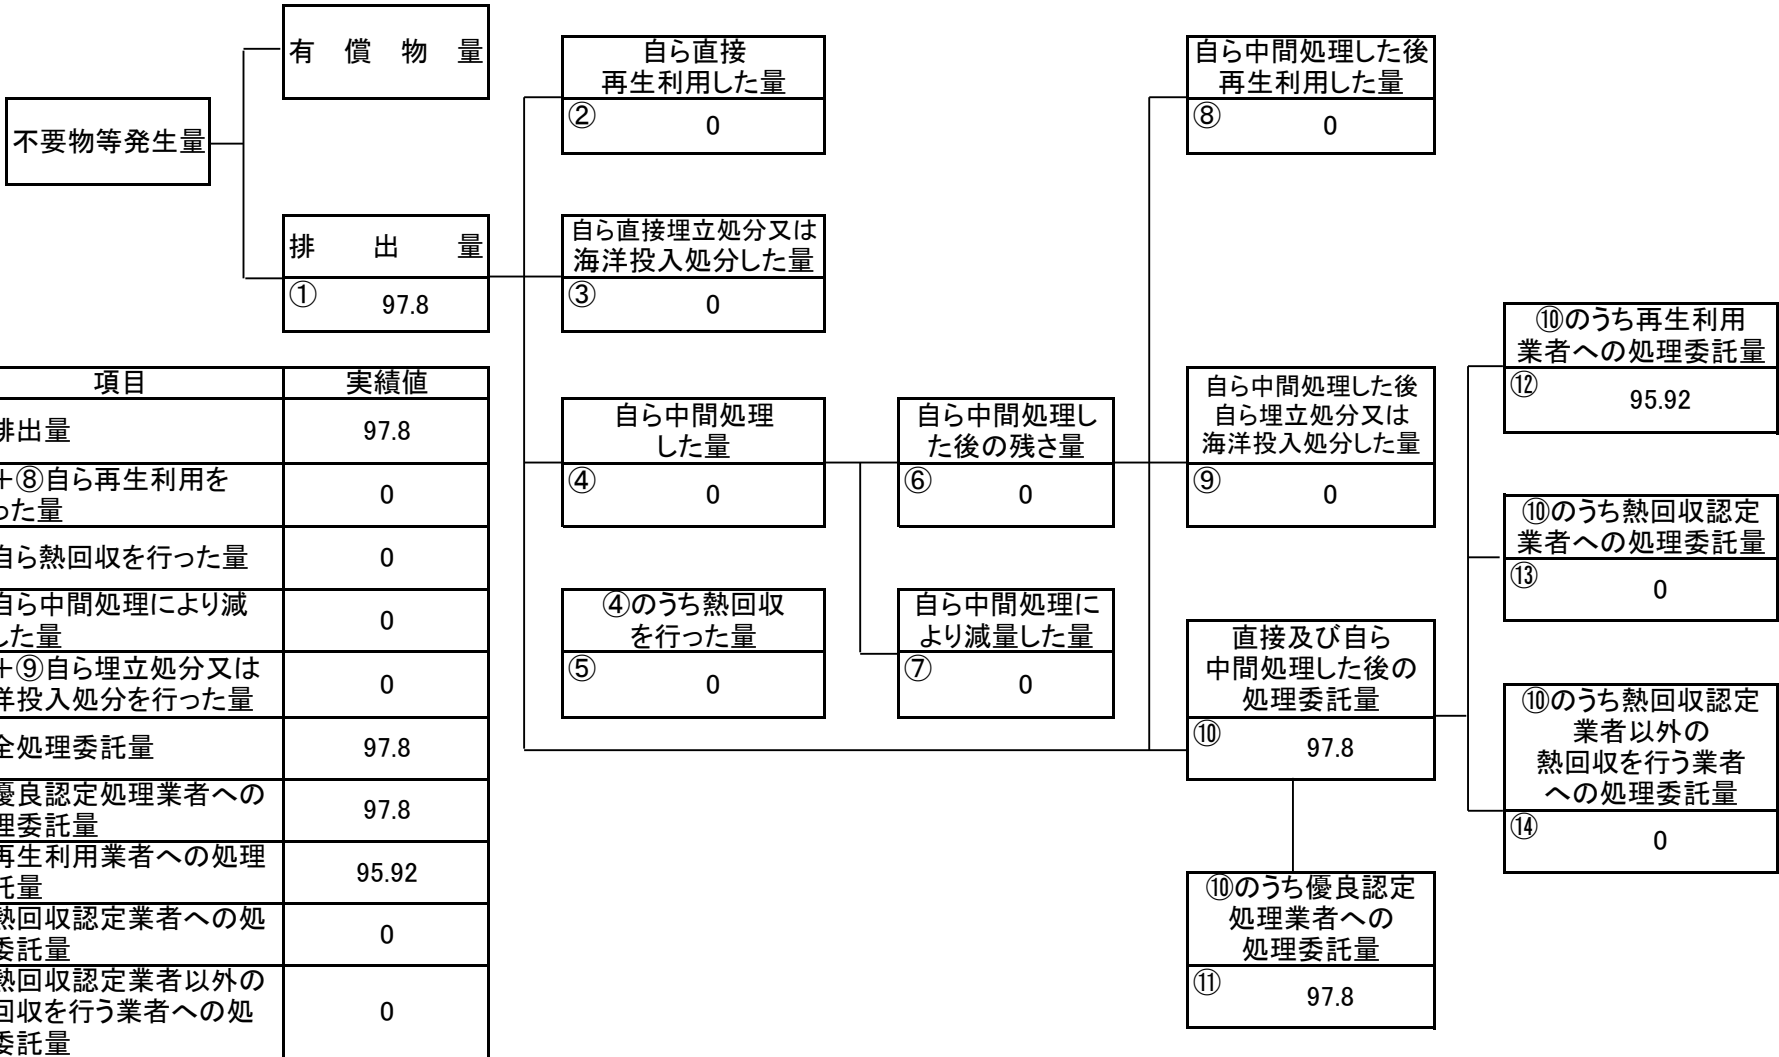 有償物量
不要物等発生量
排出量
① 97.8
自ら直接
再生利用した量
② 0
自ら直接埋立処分又は
海洋投入処分した量
③ 0
自ら中間処理
した量
④ 0
④のうち熱回収
を行った量
⑤ 0
自ら中間処理し
た後の残さ量
⑥ 0
自ら中間処理に
より減量した量
⑦ 0
自ら中間処理した後
再生利用した量
⑧ 0
自ら中間処理した後
自ら埋立処分又は
海洋投入処分した量
⑨ 0
直接及び自ら
中間処理した後の
処理委託量
⑩ 97.8
⑩のうち優良認定
処理業者への
処理委託量
⑪ 97.8
⑩のうち再生利用
業者への処理委託量
⑫ 95.92
⑩のうち熱回収認定
業者への処理委託量
⑬ 0
⑩のうち熱回収認定
業者以外の
熱回収を行う業者
への処理委託量
⑭ 0
項目 実績値
排出量 97.8
+⑧自ら再生利用を
った量 0
自ら熱回収を行った量 0
自ら中間処理により減
した量 0
+⑨自ら埋立処分又は
洋投入処分を行った量 0
全処理委託量 97.8
優良認定処理業者への
理委託量 97.8
再生利用業者への処理
託量 95.92
熱回収認定業者への処
委託量 0
熱回収認定業者以外の
回収を行う業者への処
委託量 0